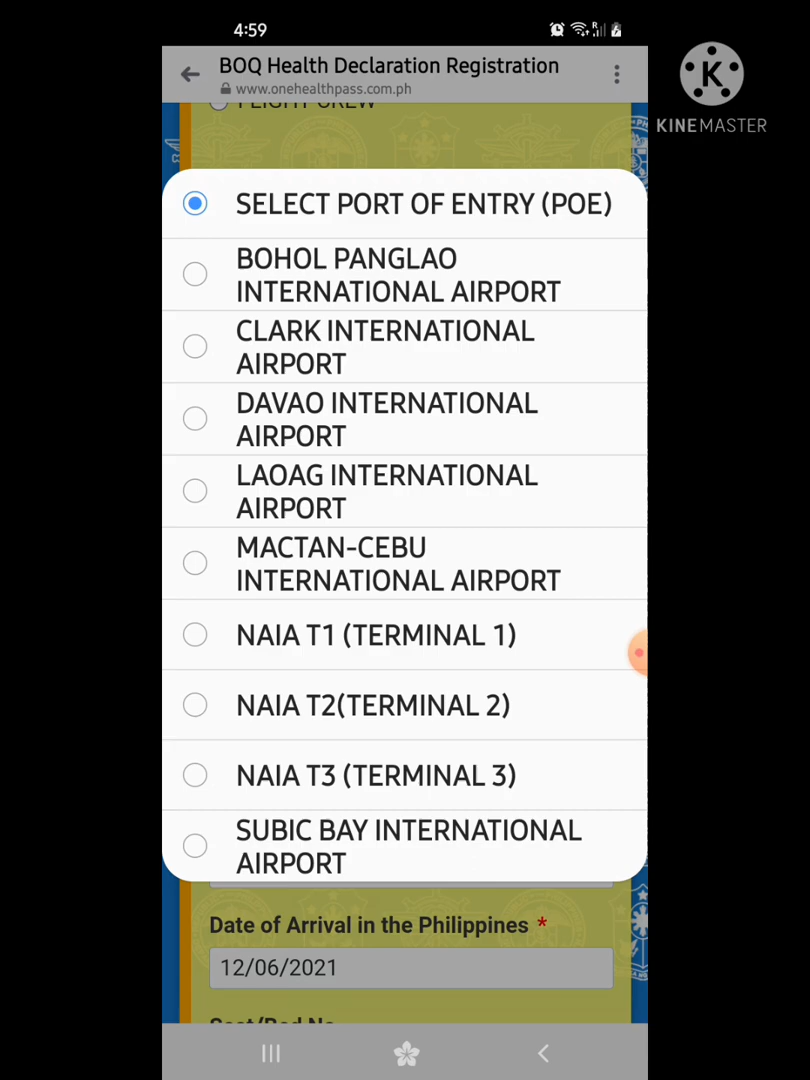 4:59
BOQ Health Declaration Registration
www.onehealthpass.com.ph
K
KINEMASTER
FLIGHT CREW
SELECT PORT OF ENTRY (POE)
BOHOL PANGLAO
INTERNATIONAL AIRPORT
CLARK INTERNATIONAL
AIRPORT
DAVAO INTERNATIONAL
AIRPORT
LAOAG INTERNATIONAL
AIRPORT
MACTAN-CEBU
INTERNATIONAL AIRPORT
NAIA T1 (TERMINAL 1)
NAIA T2(TERMINAL 2)
NAIA T3 (TERMINAL 3)
SUBIC BAY INTERNATIONAL
AIRPORT
Date of Arrival in the Philippines *
12/06/2021